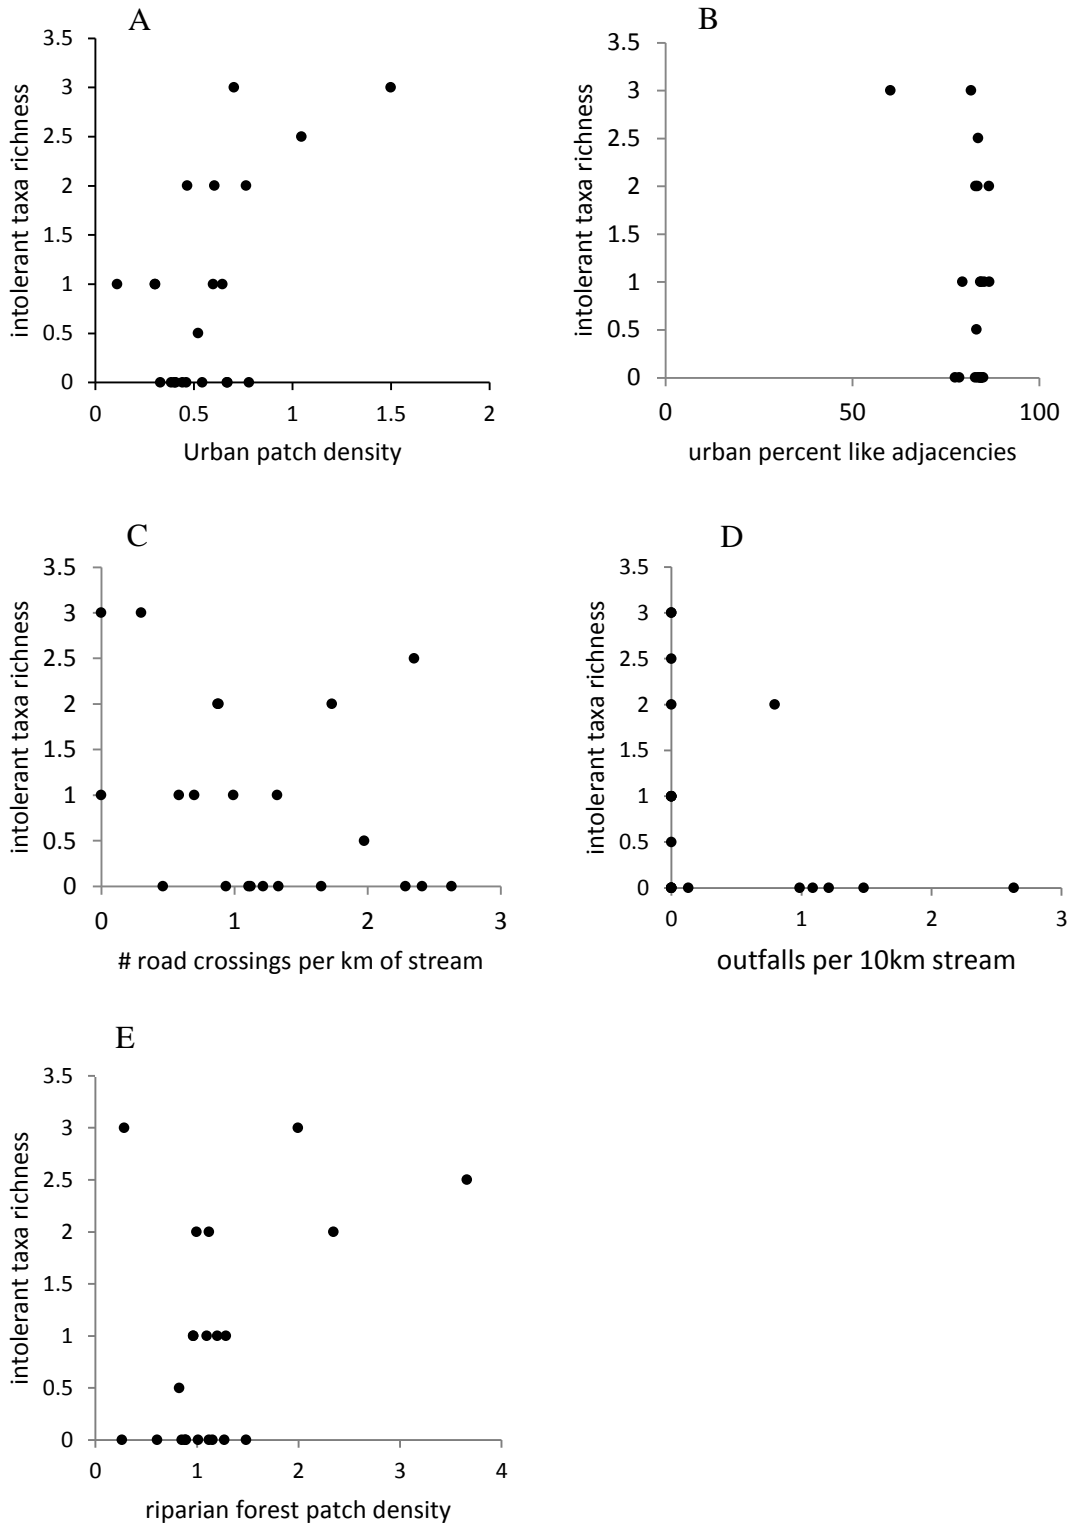 A
3.5
3
2.5
2
1.5
1
0.5
0
0 0.5 1 1.5 2
intolerant taxa richness
Urban patch density
B
3.5
3
2.5
2
1.5
1
0.5
0
0 50 100
intolerant taxa richness
urban percent like adjacencies
C
3.5
3
2.5
2
1.5
1
0.5
0
0 1 2 3
intolerant taxa richness
# road crossings per km of stream
D
3.5
3
2.5
2
1.5
1
0.5
0
0 1 2 3
intolerant taxa richness
outfalls per 10km stream
E
3.5
3
2.5
2
1.5
1
0.5
0
0 1 2 3 4
intolerant taxa richness
riparian forest patch density